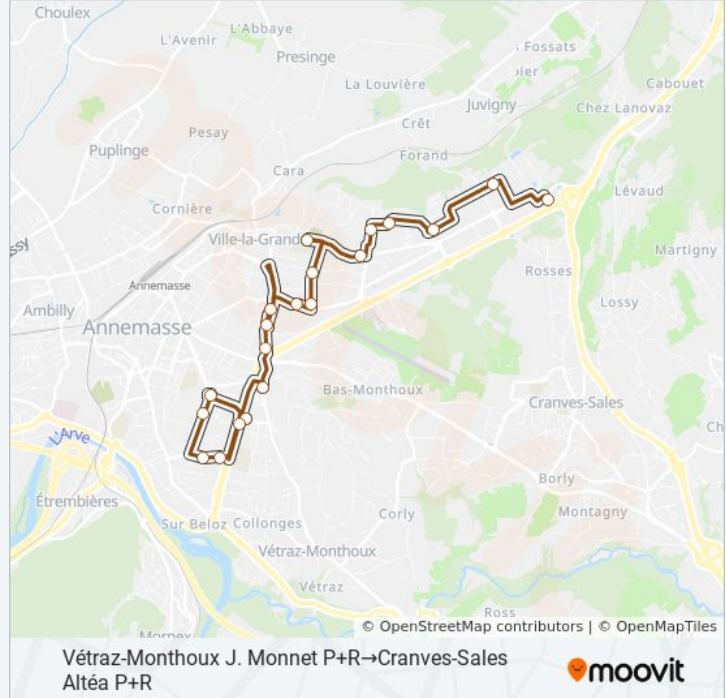 Choulex
L'Abbaye
L'Avenir
Presinge
Fossats
La Louvière
Cabouet
Juvigny
Chez Lanovaz
Pesay
Crêt
Puplinge
Forand
Cara
Lévaud
Cornière
Ville-la-Grand
Martigny
Rosses
Annemasse
Lossy
Ambilly
Annemasse
Bas-Monthoux
Cranves-Sales
L'Arve
Borly
Étrembières
Corly
Montagny
Sur Beloz
Collonges
Vétraz-Monthoux
Vétraz
Ross
© OpenStreetMap contributors | © OpenMapTiles
Vétraz-Monthoux J. Monnet P+R→Cranves-Sales
Altéa P+R
moovit